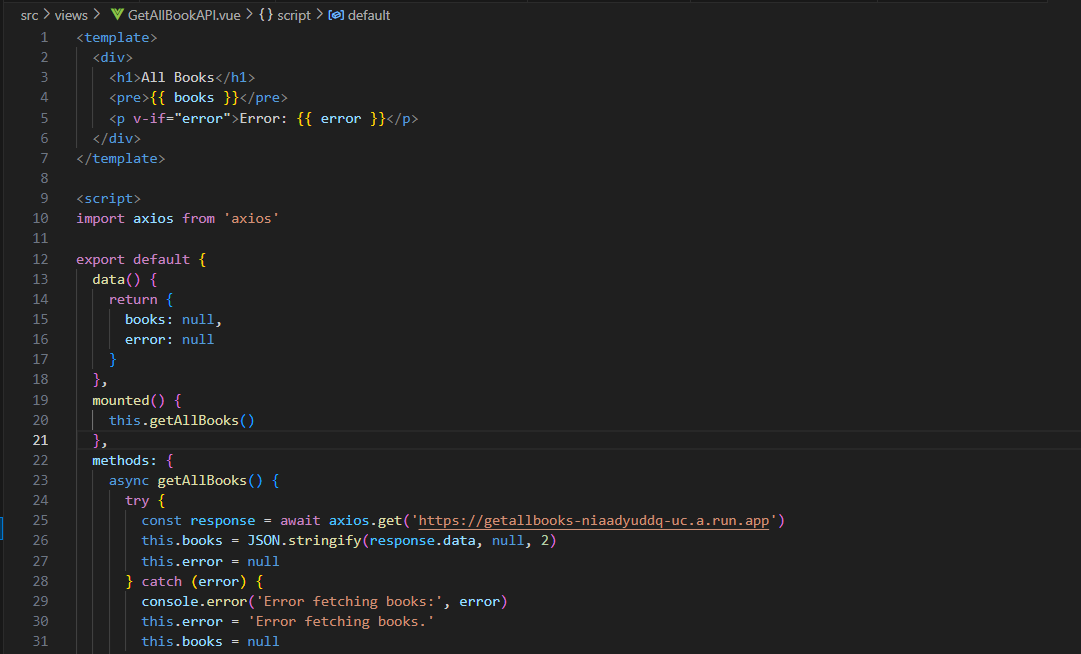 src > views > GetAllBookAPI.vue > {} script > default
1 <template>
2   <div>
3     <h1>All Books</h1>
4     <pre>{{ books }}</pre>
5     <p v-if="error">Error: {{ error }}</p>
6   </div>
7 </template>
8
9 <script>
10 import axios from 'axios'
11
12 export default {
13   data() {
14     return {
15       books: null,
16       error: null
17     }
18   },
19   mounted() {
20     this.getAllBooks()
21   },
22   methods: {
23     async getAllBooks() {
24       try {
25         const response = await axios.get('https://getallbooks-niaadyuddq-uc.a.run.app')
26         this.books = JSON.stringify(response.data, null, 2)
27         this.error = null
28       } catch (error) {
29         console.error('Error fetching books:', error)
30         this.error = 'Error fetching books.'
31         this.books = null